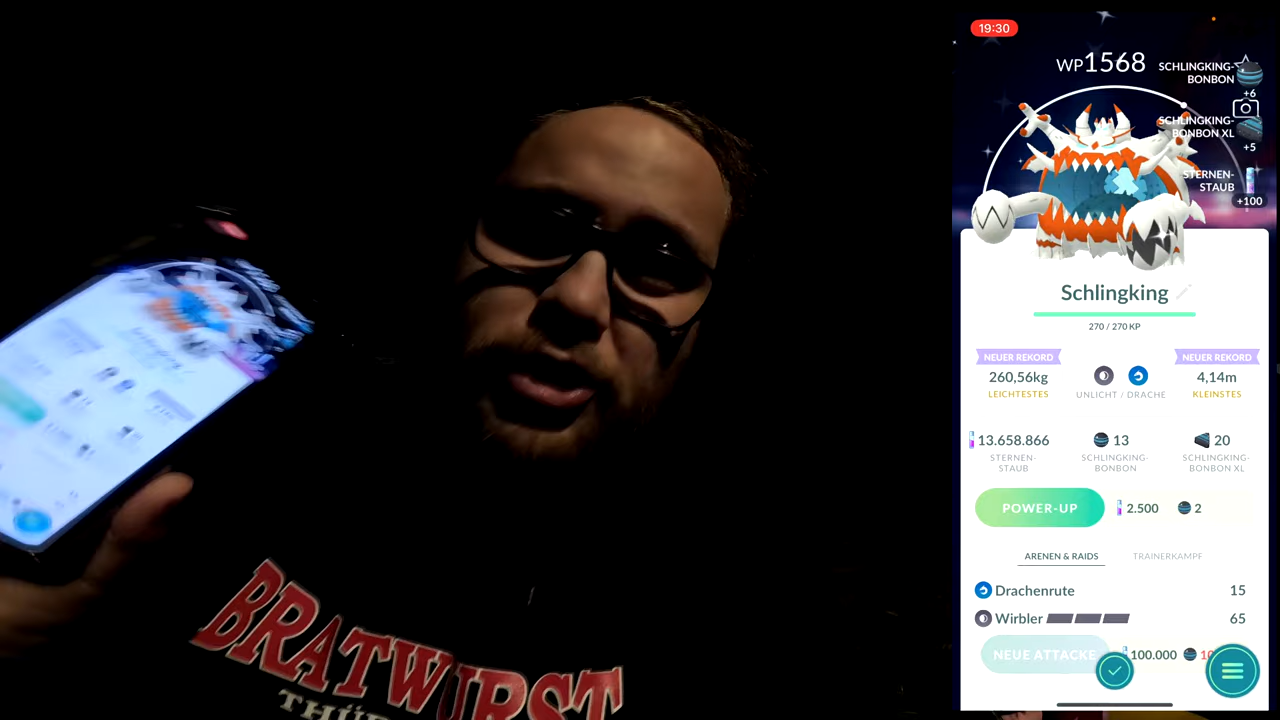 BRATWURST
THÜR
19:30
WP1568
SCHLINGKING-
BONBON
+6
SCHLINGKING-
BONBON XL
+5
STERNEN-
STAUB
+100
Schlingking
270 / 270 KP
NEUER REKORD
NEUER REKORD
260,56kg
4,14m
LEICHTESTES
UNLICHT / DRACHE
KLEINSTES
13.658.866
13
20
STERNEN-
STAUB
SCHLINGKING-
BONBON
SCHLINGKING-
BONBON XL
POWER-UP
2.500
2
ARENEN & RAIDS
TRAINERKAMPF
Drachenrute
15
Wirbler
65
NEUE ATTACKE
100.000